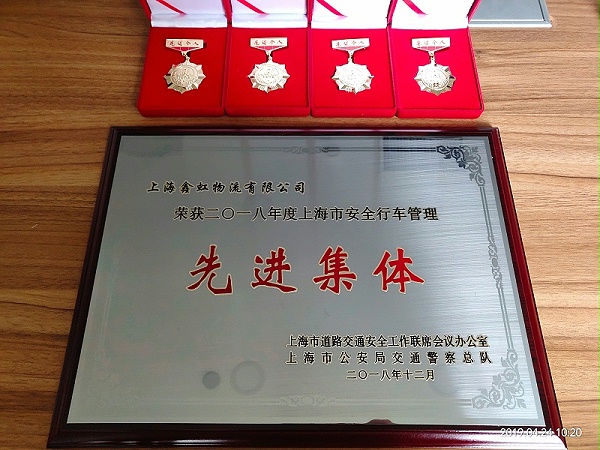 先进个人
先进个人
先进个人
先进个人
上海鑫虹物流有限公司
荣获二〇一八年度上海市安全行车管理
先进集体
上海市道路交通安全工作联席会议办公室
上海市公安局交通警察总队
二〇一八年十二月
2019.04.24 10:20